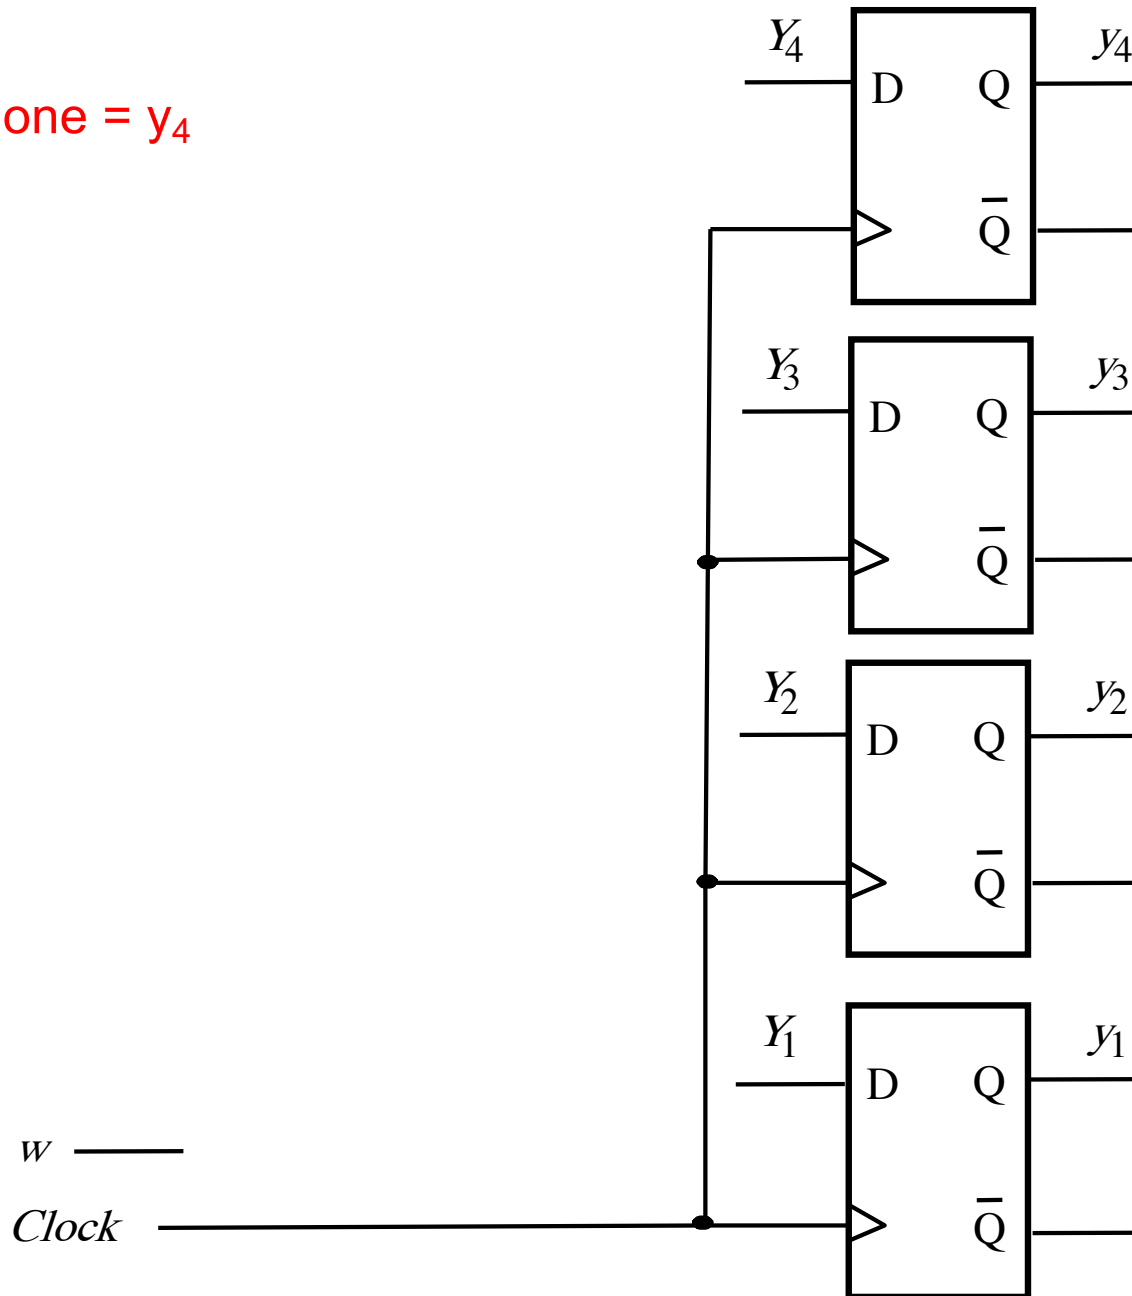 Y₄ y₄
D Q
one = y₄
Q̅
Y₃ y₃
D Q
Q̅
Y₂ y₂
D Q
Q̅
Y₁ y₁
D Q
w
Clock Q̅